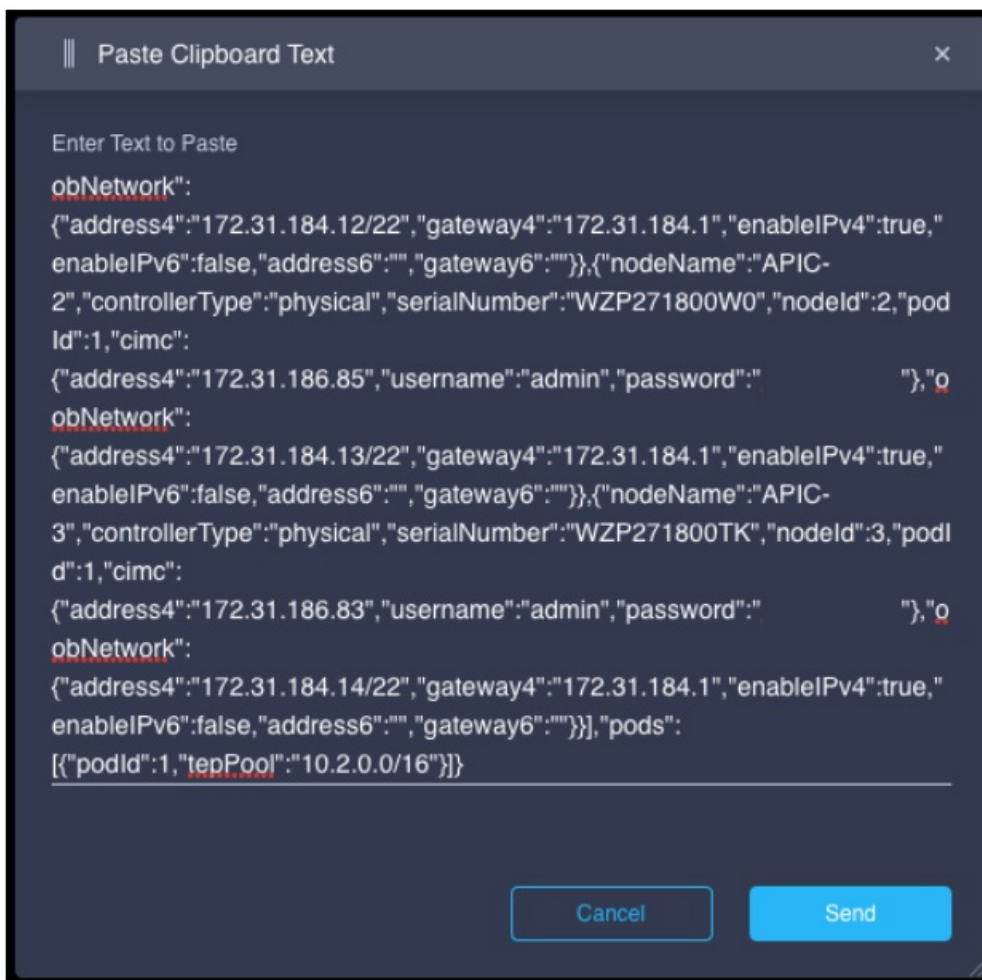 Paste Clipboard Text
×
Enter Text to Paste
obNetwork":
{"address4":"172.31.184.12/22","gateway4":"172.31.184.1","enableIPv4":true,"
enableIPv6":false,"address6":"","gateway6":""}},{"nodeName":"APIC-
2","controllerType":"physical","serialNumber":"WZP271800W0","nodeId":2,"pod
Id":1,"cimc":
{"address4":"172.31.186.85","username":"admin","password":" "},"o
obNetwork":
{"address4":"172.31.184.13/22","gateway4":"172.31.184.1","enableIPv4":true,"
enableIPv6":false,"address6":"","gateway6":""}},{"nodeName":"APIC-
3","controllerType":"physical","serialNumber":"WZP271800TK","nodeId":3,"podI
d":1,"cimc":
{"address4":"172.31.186.83","username":"admin","password":" "},"o
obNetwork":
{"address4":"172.31.184.14/22","gateway4":"172.31.184.1","enableIPv4":true,"
enableIPv6":false,"address6":"","gateway6":""}}],"pods":
[{"podId":1,"tepPool":"10.2.0.0/16"}]}
Cancel
Send